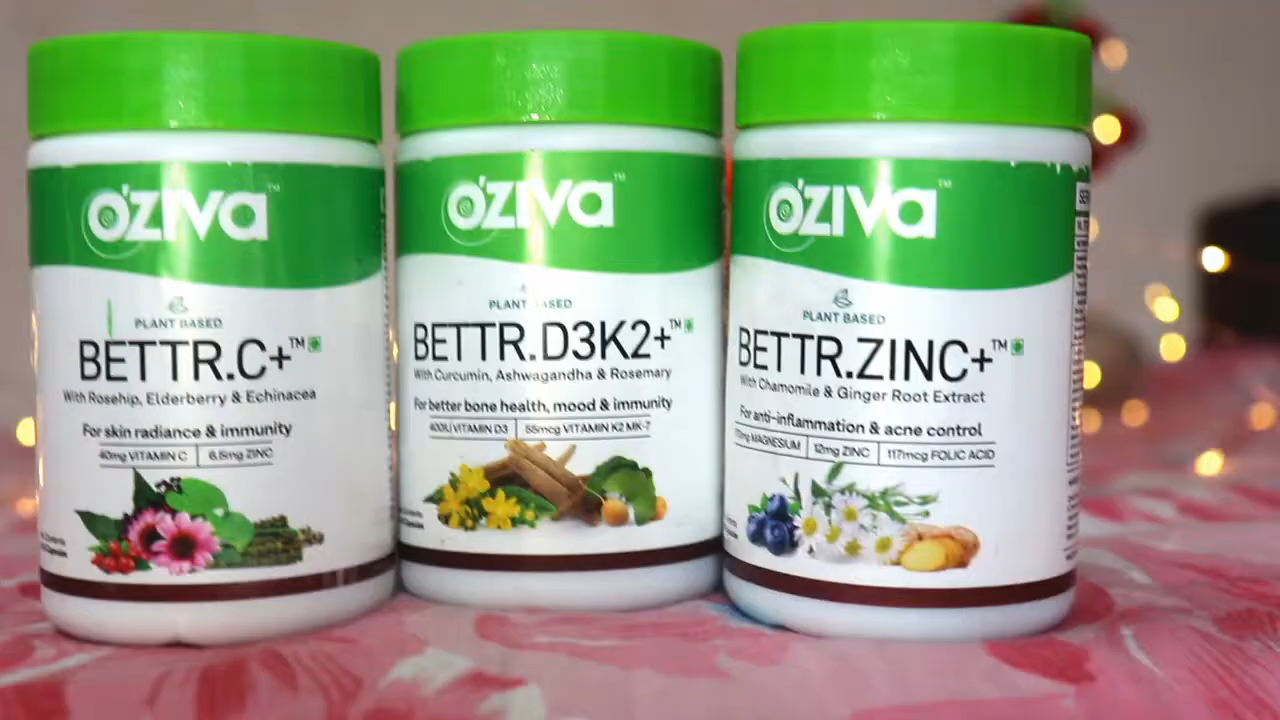 O'ZIVA™
PLANT BASED
BETTR.C+™
With Rosehip, Elderberry & Echinacea
For skin radiance & immunity
40mg VITAMIN C | 6.5mg ZINC
O'ZIVA™
PLANT BASED
BETTR.D3K2+™
With Curcumin, Ashwagandha & Rosemary
For better bone health, mood & immunity
400IU VITAMIN D3 | 55mcg VITAMIN K2 MK-7
O'ZIVA™
PLANT BASED
BETTR.ZINC+™
With Chamomile & Ginger Root Extract
For anti-inflammation & acne control
MAGNESIUM | 12mg ZINC | 117mcg FOLIC ACID